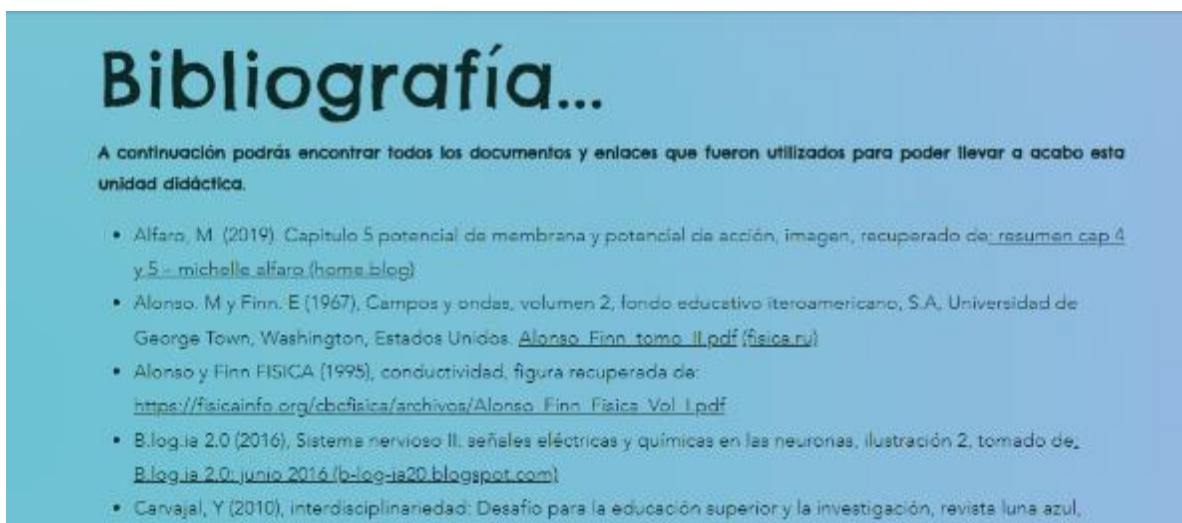 Bibliografía...
A continuación podrás encontrar todos los documentos y enlaces que fueron utilizados para poder llevar a acabo esta
unidad didáctica.
• Alfaro, M. (2019). Capitulo 5 potencial de membrana y potencial de acción, imagen, recuperado de: resumen cap 4
y 5 – michelle alfaro (home.blog)
• Alonso. M y Finn. E (1967), Campos y ondas, volumen 2, fondo educativo iteroamericano, S.A, Universidad de
George Town, Washington, Estados Unidos. Alonso_Finn_tomo_II.pdf (fisica.ru)
• Alonso y Finn FISICA (1995), conductividad, figura recuperada de:
https://fisicainfo.org/cbcfisica/archivos/Alonso_Finn_Fisica_Vol_I.pdf
• B.log.ia 2.0 (2016), Sistema nervioso II: señales eléctricas y químicas en las neuronas, ilustración 2, tomado de:
B.log.ia 2.0: junio 2016 (b-log-ia20.blogspot.com)
• Carvajal, Y (2010), interdisciplinariedad: Desafío para la educación superior y la investigación, revista luna azul,